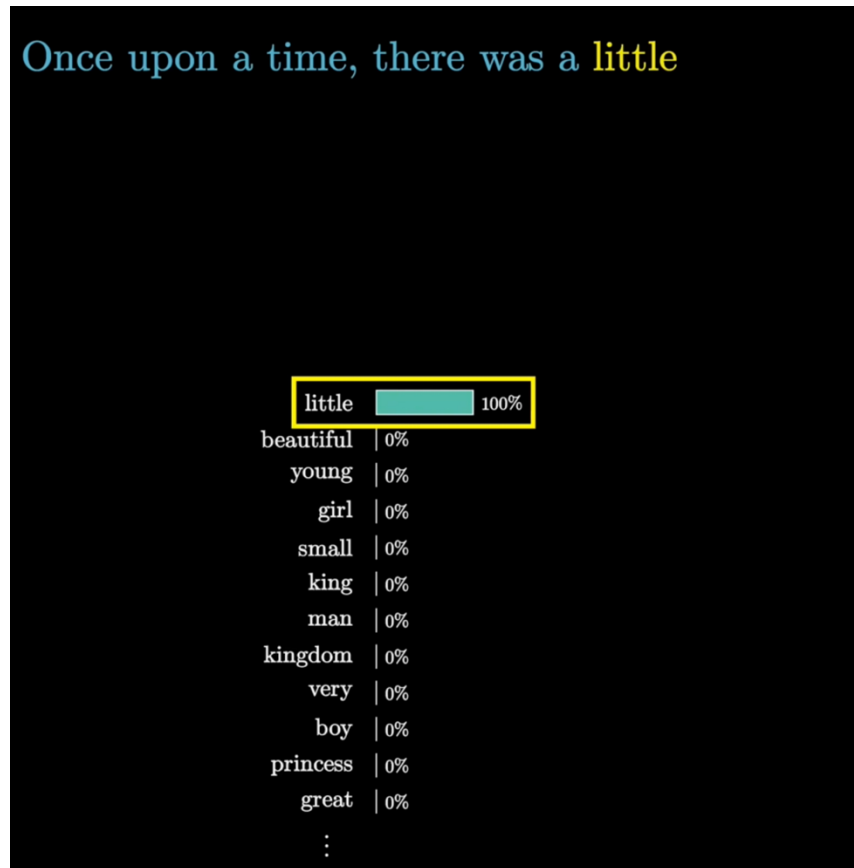 Once upon a time, there was a little
little 100%
beautiful 0%
young 0%
girl 0%
small 0%
king 0%
man 0%
kingdom 0%
very 0%
boy 0%
princess 0%
great 0%
⋮